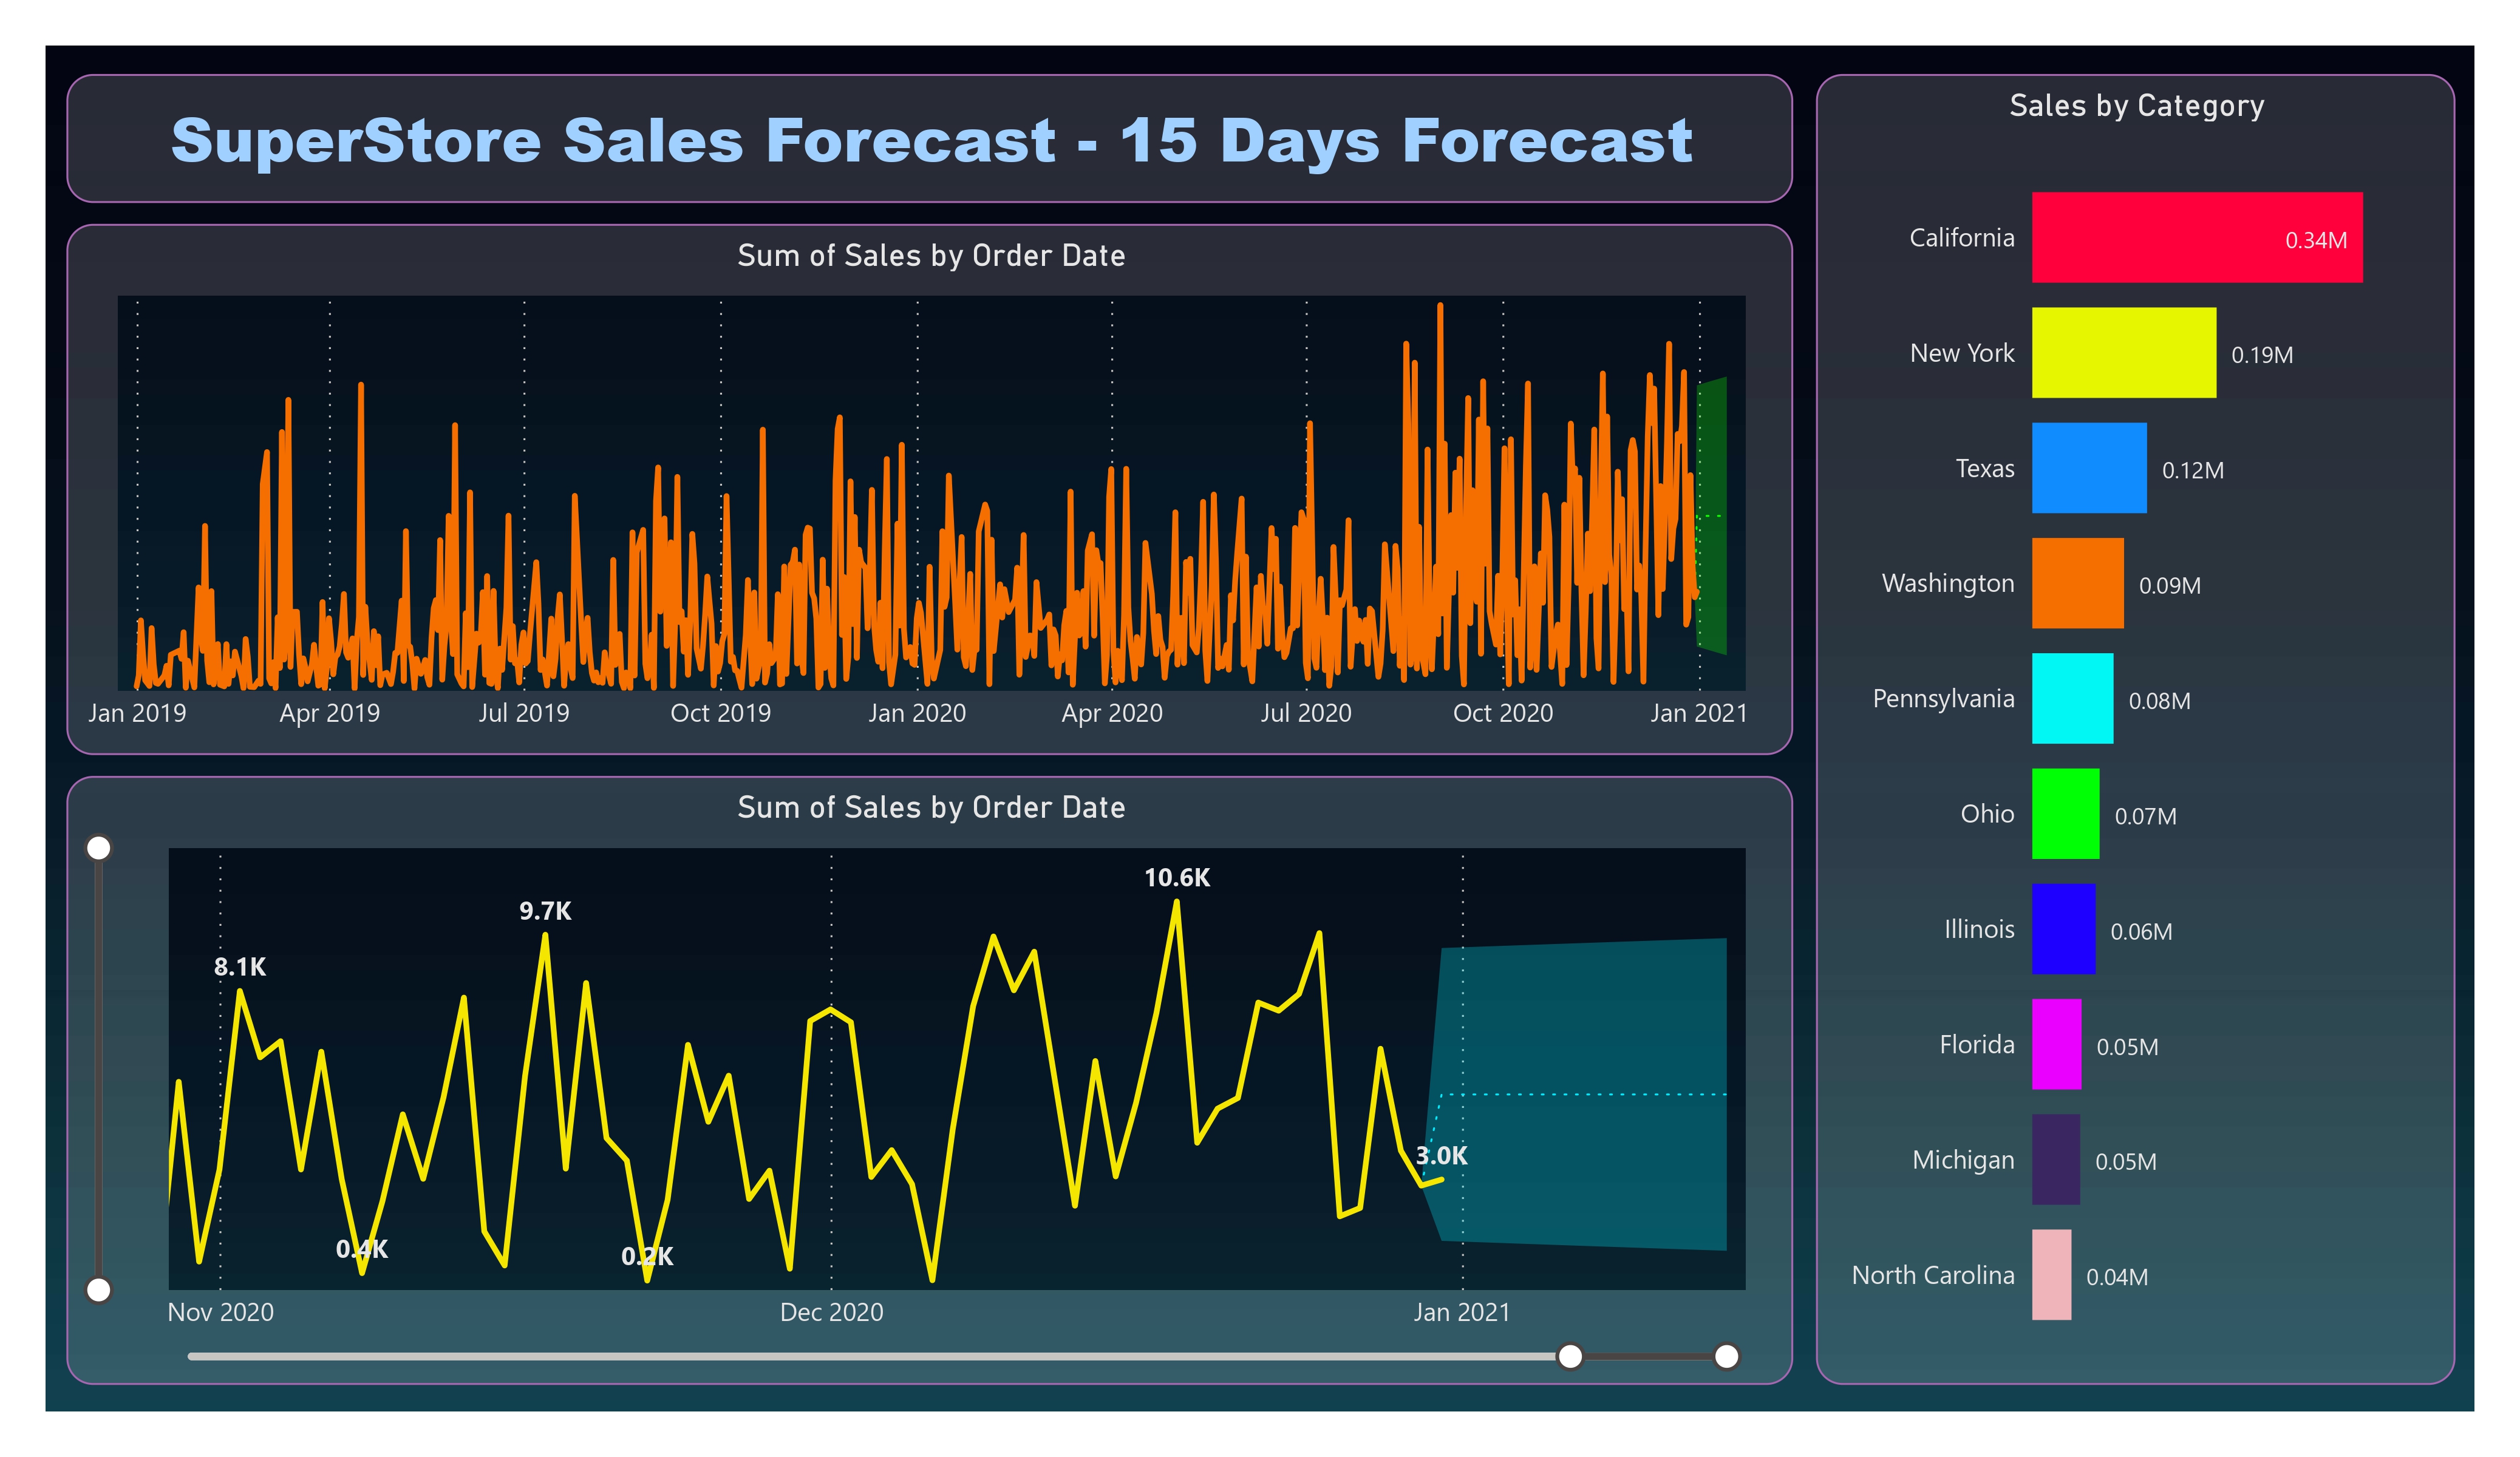 SuperStore Sales Forecast - 15 Days Forecast
Sum of Sales by Order Date
Jan 2019 Apr 2019 Jul 2019 Oct 2019 Jan 2020 Apr 2020 Jul 2020 Oct 2020 Jan 2021
Sum of Sales by Order Date
10.6K
9.7K
8.1K
3.0K
0.4K
0.2K
Nov 2020 Dec 2020 Jan 2021
Sales by Category
California 0.34M
New York 0.19M
Texas 0.12M
Washington 0.09M
Pennsylvania 0.08M
Ohio 0.07M
Illinois 0.06M
Florida 0.05M
Michigan 0.05M
North Carolina 0.04M